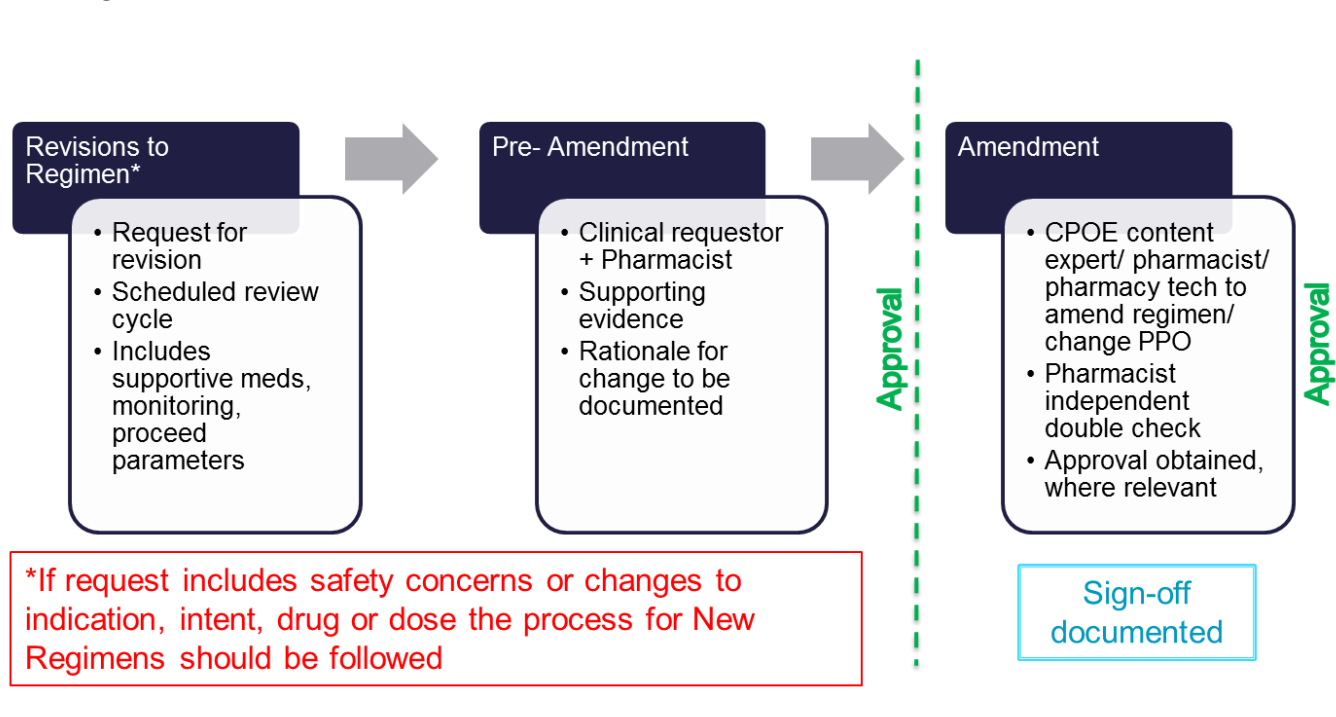 Revisions to
Regimen*
• Request for
revision
• Scheduled review
cycle
• Includes
supportive meds,
monitoring,
proceed
parameters
Pre- Amendment
• Clinical requestor
+ Pharmacist
• Supporting
evidence
• Rationale for
change to be
documented
Approval
Amendment
• CPOE content
expert/ pharmacist/
pharmacy tech to
amend regimen/
change PPO
• Pharmacist
independent
double check
• Approval obtained,
where relevant
Approval
*If request includes safety concerns or changes to
indication, intent, drug or dose the process for New
Regimens should be followed
Sign-off
documented